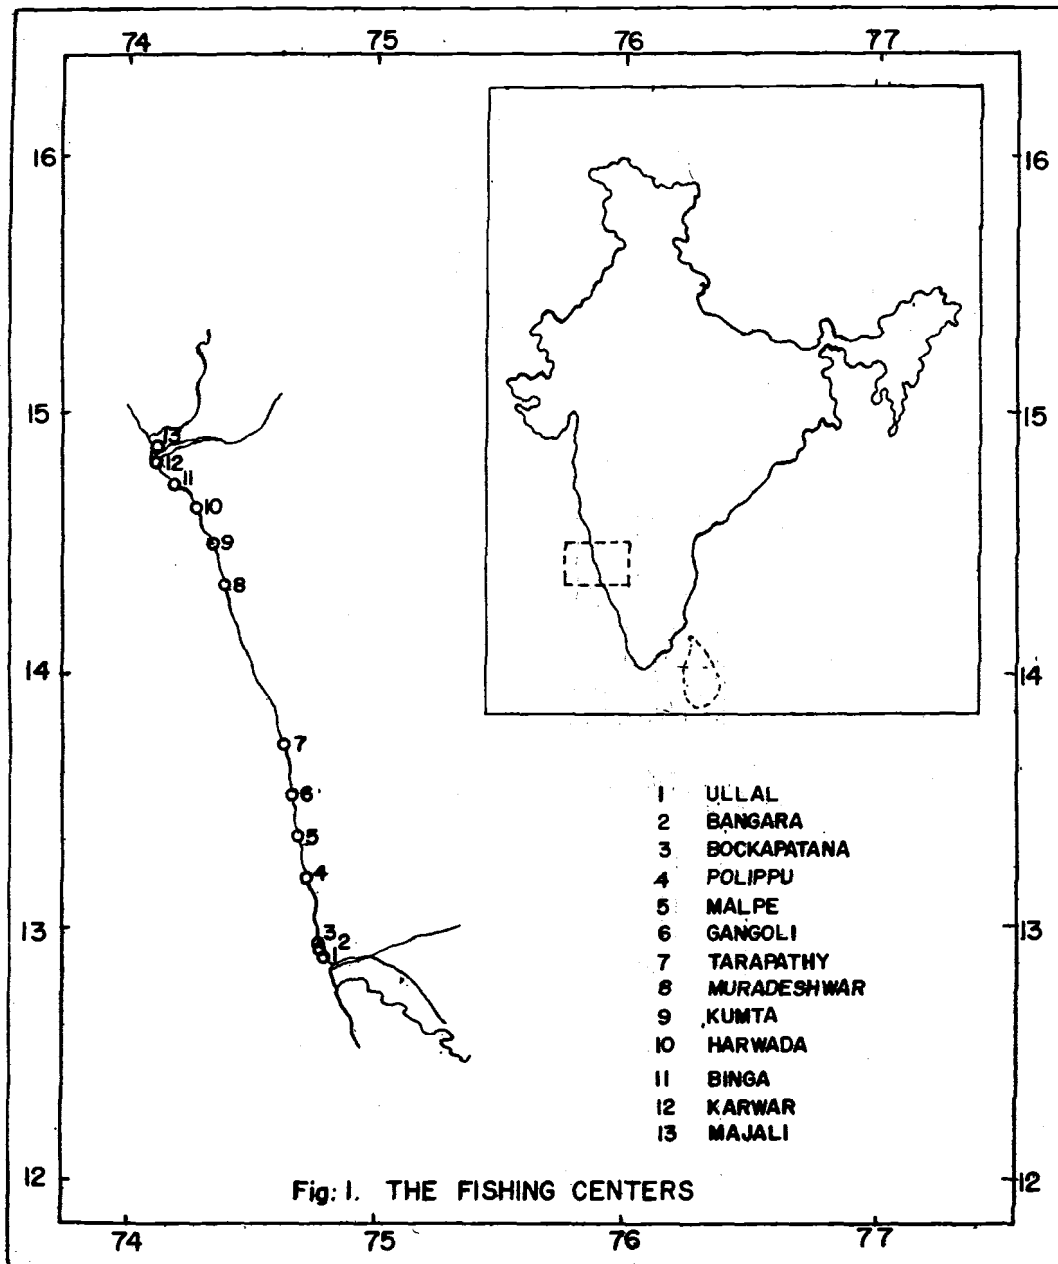 74 75 76 77
16 16
15 15
13
12
11
10
9
8
14 14
7
6
5
4
3 2
1
13 13
1 ULLAL
2 BANGARA
3 BOCKAPATANA
4 POLIPPU
5 MALPE
6 GANGOLI
7 TARAPATHY
8 MURADESHWAR
9 KUMTA
10 HARWADA
11 BINGA
12 KARWAR
13 MAJALI
12 12
Fig: 1. THE FISHING CENTERS
74 75 76 77